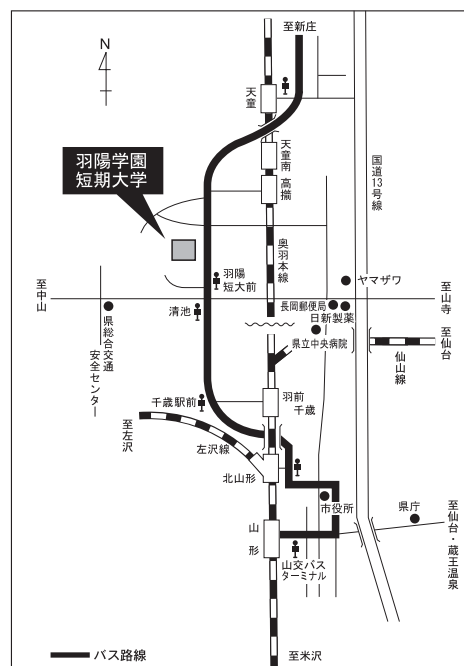 至新庄
N
天童
羽陽学園
短期大学
天童南
高擶
国道13号線
奥羽本線
羽陽
短大前
ヤマザワ
至中山
清池
長岡郵便局
日新製薬
至山寺
県総合交通
安全センター
県立中央病院
至仙台
仙山線
千歳駅前
羽前
千歳
至左沢
左沢線
北山形
市役所
県庁
至仙台・蔵王温泉
山形
山交バス
ターミナル
バス路線
至米沢